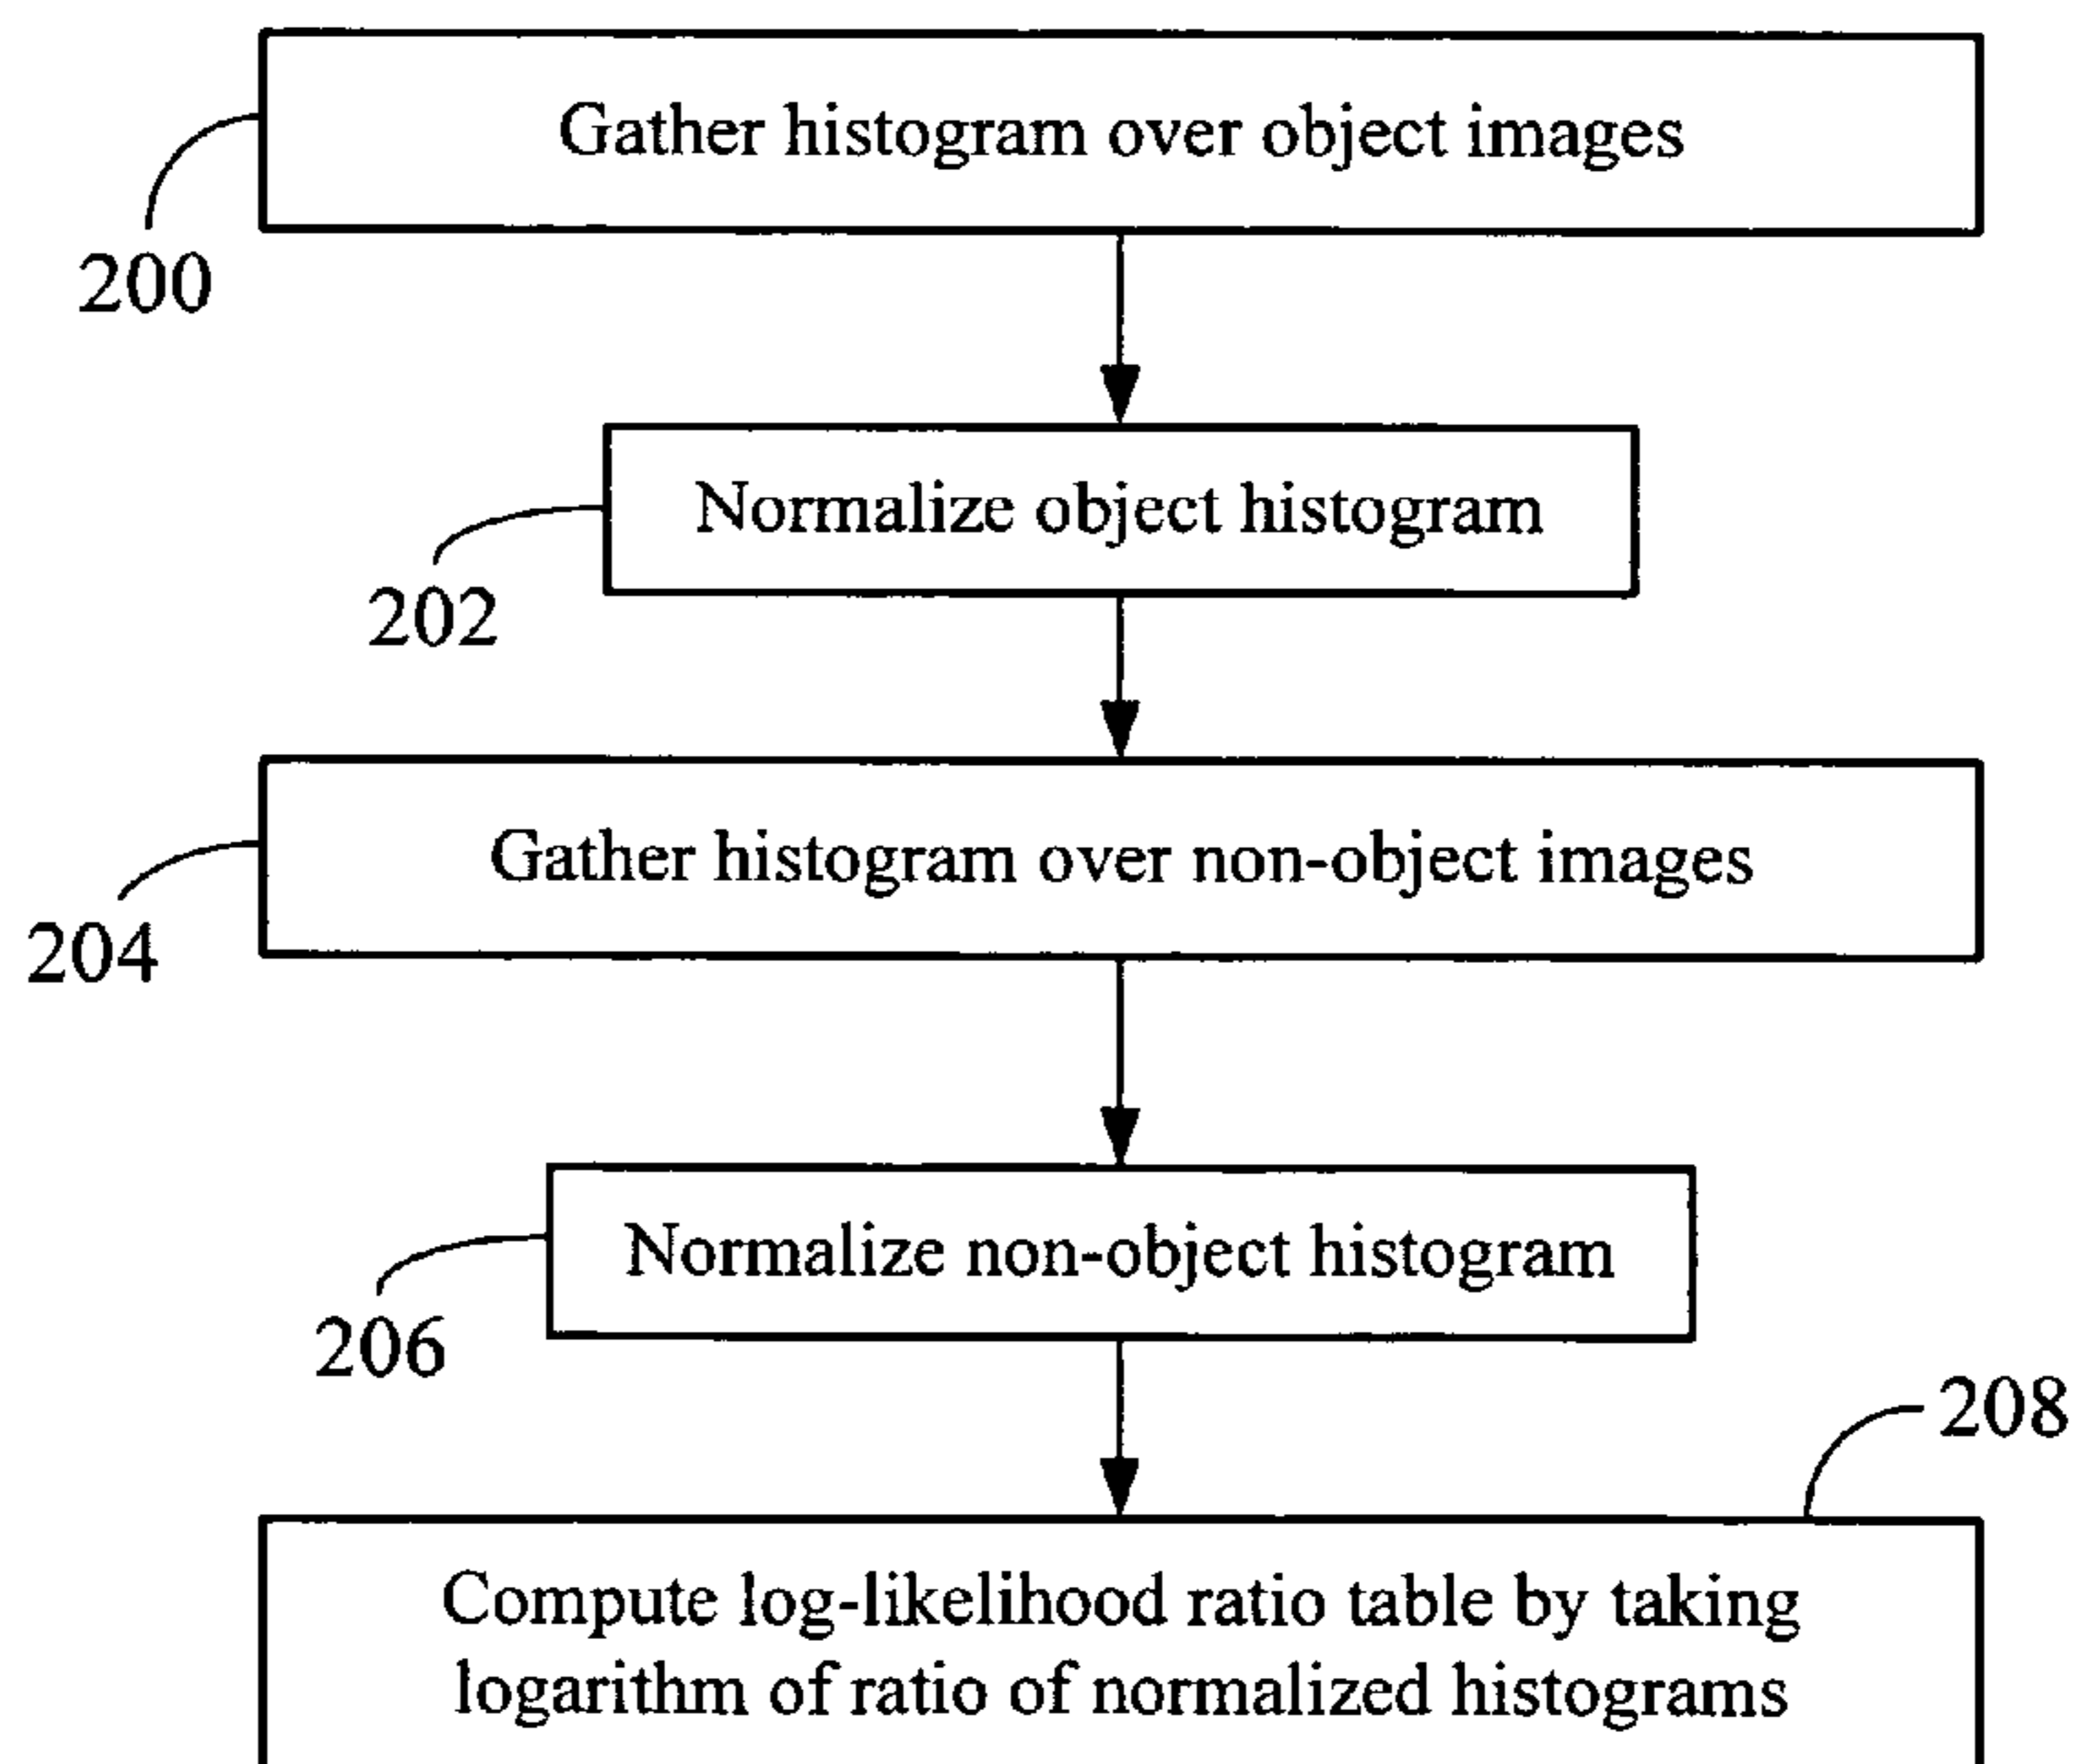 Gather histogram over object images
200
Normalize object histogram
202
Gather histogram over non-object images
204
Normalize non-object histogram
206
208
Compute log-likelihood ratio table by taking
logarithm of ratio of normalized histograms